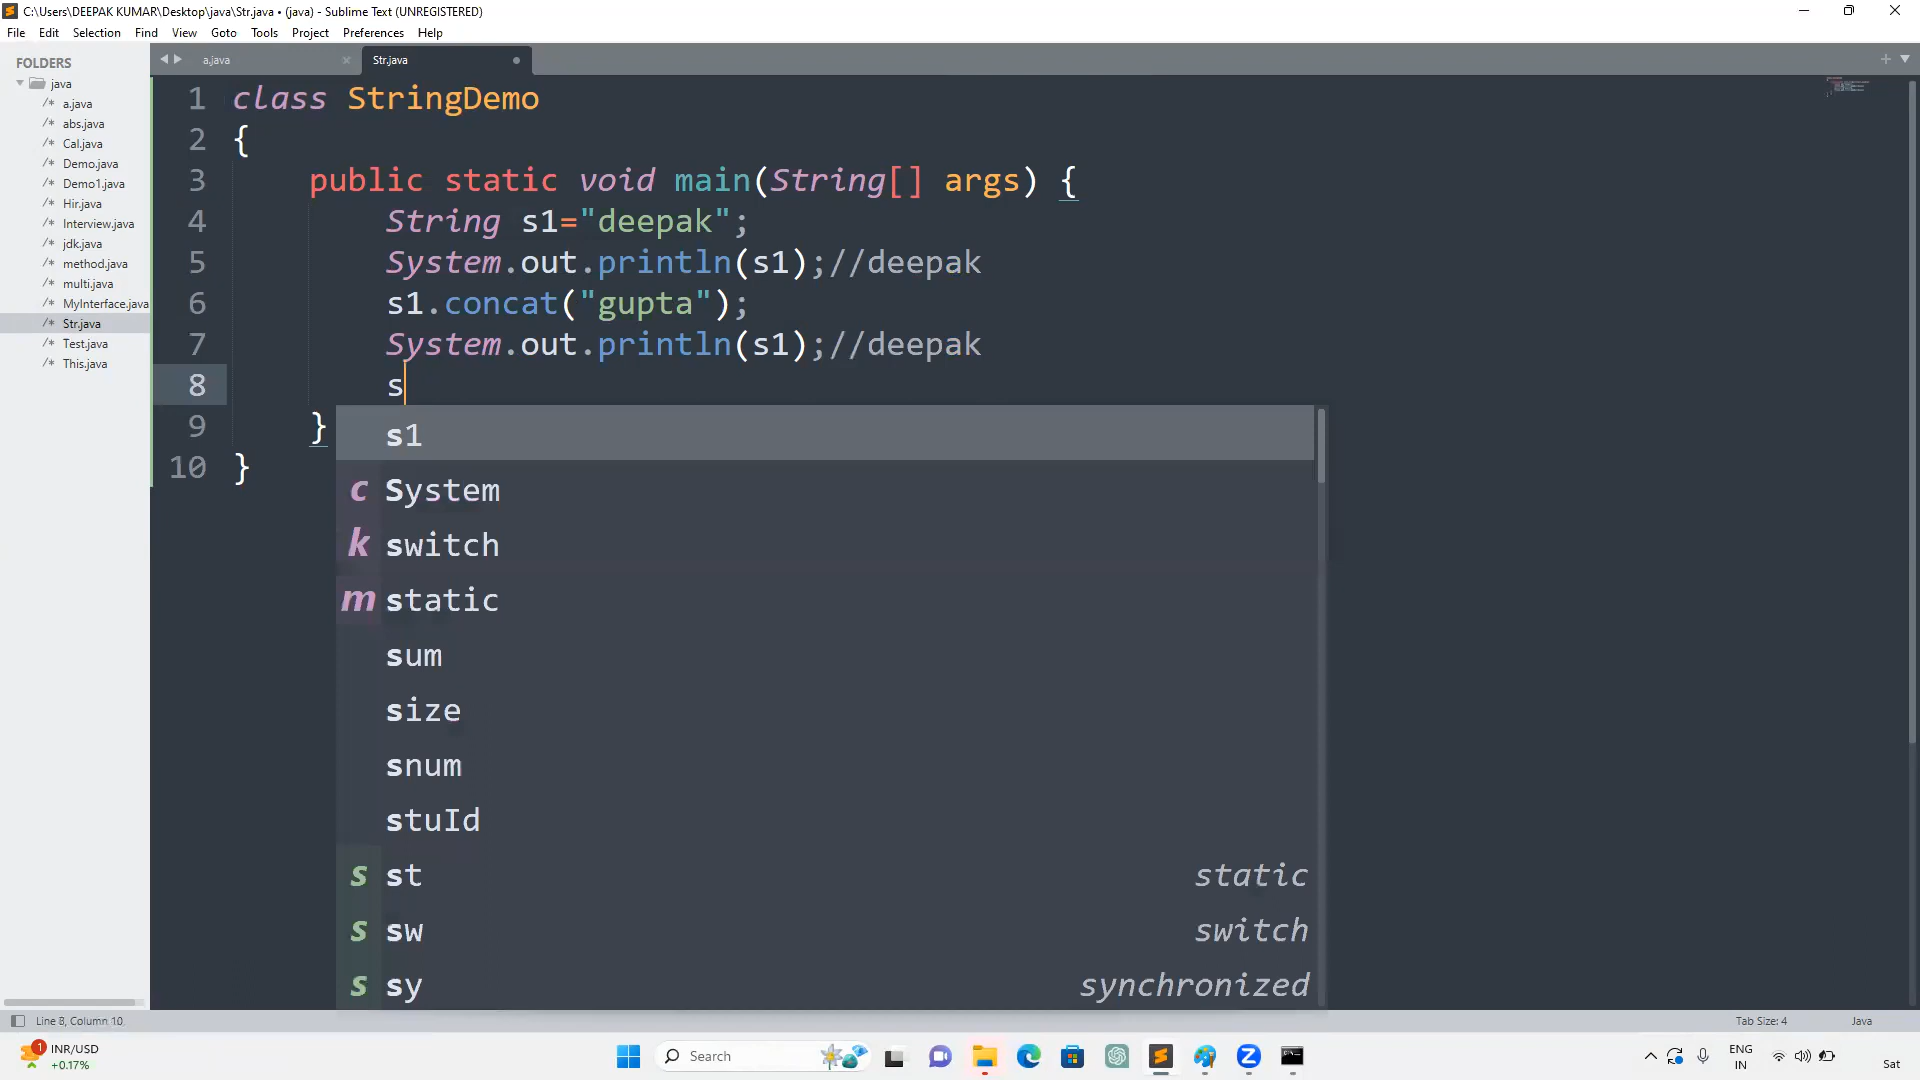 C:\Users\DEEPAK KUMAR\Desktop\java\Str.java • (java) - Sublime Text (UNREGISTERED)
File Edit Selection Find View Goto Tools Project Preferences Help
FOLDERS
java
/* a.java
/* abs.java
/* Cal.java
/* Demo.java
/* Demo1.java
/* Hir.java
/* Interview.java
/* jdk.java
/* method.java
/* multi.java
/* MyInterface.java
/* Str.java
/* Test.java
/* This.java
a.java
Str.java
1 class StringDemo
2 {
3 public static void main(String[] args) {
4 String s1="deepak";
5 System.out.println(s1);//deepak
6 s1.concat("gupta");
7 System.out.println(s1);//deepak
8 s
9 }
10 }
s1
c System
k switch
m static
sum
size
snum
stuId
s st static
s sw switch
s sy synchronized
Line 8, Column 10
Tab Size: 4
Java
1
INR/USD
+0.17%
Search
ENG
IN
Sat